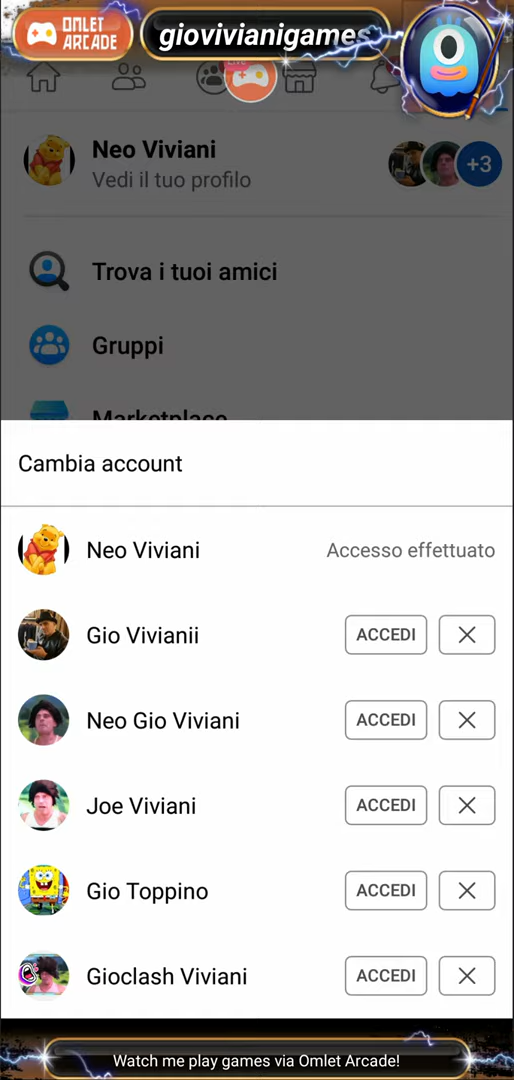 OMLET
ARCADE
giovivianigames
Live
Neo Viviani
Vedi il tuo profilo
+3
Trova i tuoi amici
Gruppi
Marketplace
Cambia account
Neo Viviani
Accesso effettuato
Gio Vivianii
ACCEDI
Neo Gio Viviani
ACCEDI
Joe Viviani
ACCEDI
Gio Toppino
ACCEDI
Gioclash Viviani
ACCEDI
Watch me play games via Omlet Arcade!